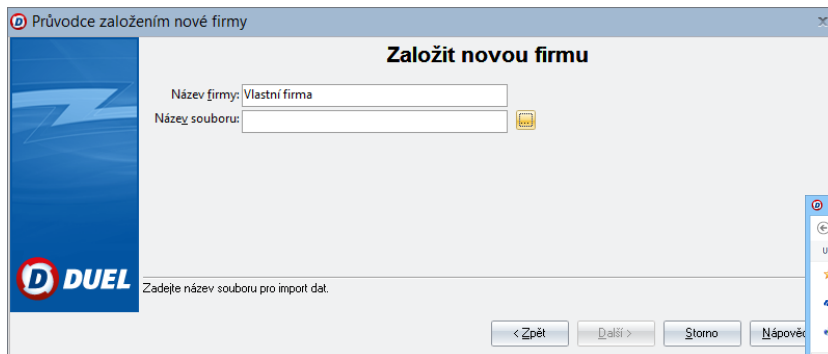 Průvodce založením nové firmy
Založit novou firmu
Název firmy: Vlastní firma
Název souboru:
...
DUEL
Zadejte název souboru pro import dat.
< Zpět
Další >
Storno